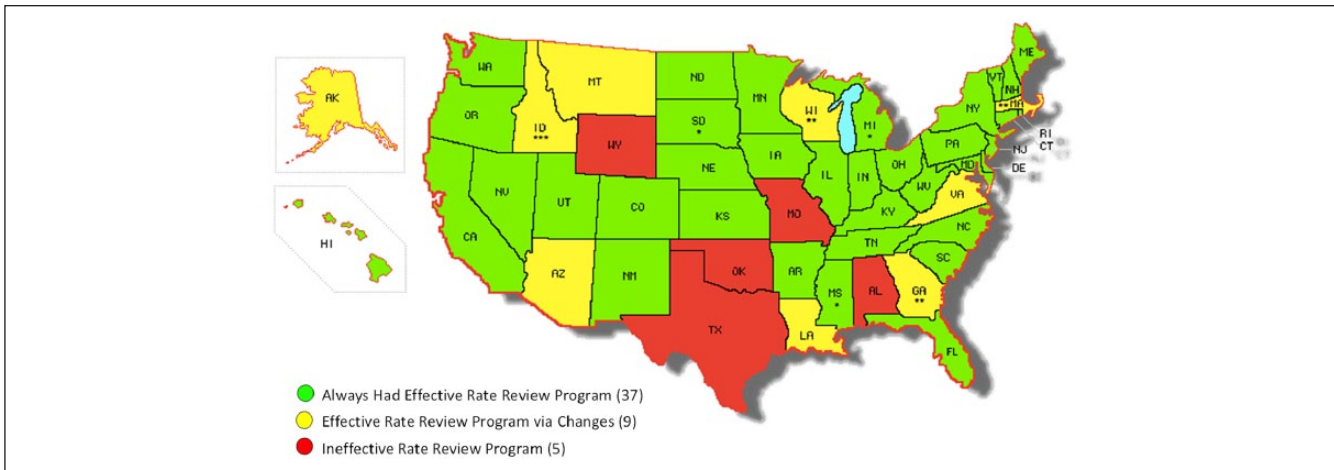 ME
WA
VT
NH
MT
ND
MN
AK
OR
ID
***
SD
*
WI
**
MI
*
NY
**
MA
RI
CT
WY
IA
PA
NJ
NE
OH
MD
DE
IL
IN
WV
VA
NV
UT
CO
KS
MO
KY
CA
HI
NC
TN
AZ
NM
OK
AR
SC
MS
*
AL
GA
**
TX
LA
FL
Always Had Effective Rate Review Program (37)
Effective Rate Review Program via Changes (9)
Ineffective Rate Review Program (5)